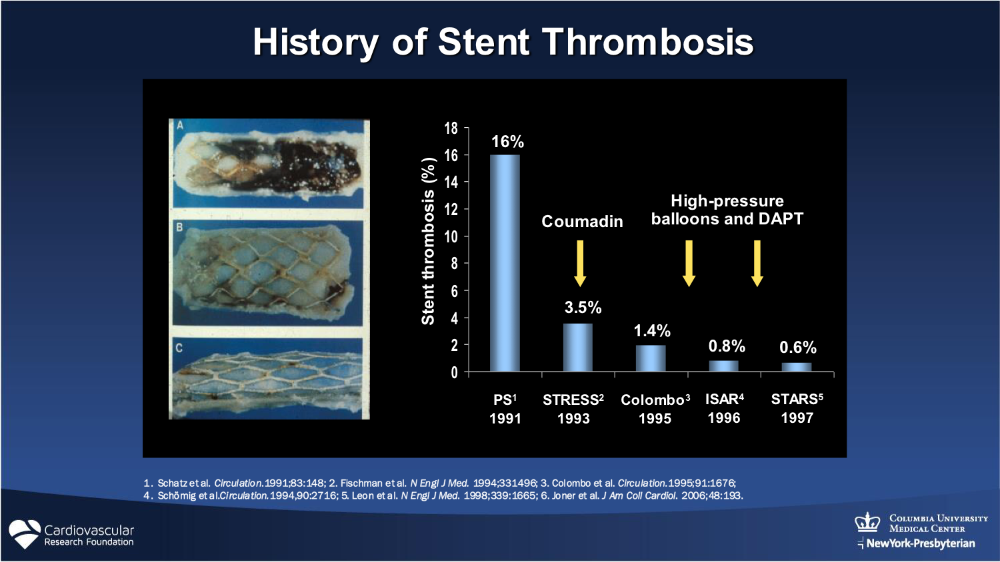 History of Stent Thrombosis
A
B
C
Stent thrombosis (%)
18
16
14
12
10
8
6
4
2
0
16%
3.5%
1.4%
0.8%
0.6%
Coumadin
High-pressure
balloons and DAPT
PS¹
1991
STRESS²
1993
Colombo³
1995
ISAR⁴
1996
STARS⁵
1997
1. Schatz et al. Circulation.1991;83:148; 2. Fischman et al. N Engl J Med. 1994;331496; 3. Colombo et al. Circulation.1995;91:1676;
4. Schömig et al.Circulation.1994,90:2716; 5. Leon et al. N Engl J Med. 1998;339:1665; 6. Joner et al. J Am Coll Cardiol. 2006;48:193.
Cardiovascular
Research Foundation
COLUMBIA UNIVERSITY
MEDICAL CENTER
NewYork-Presbyterian